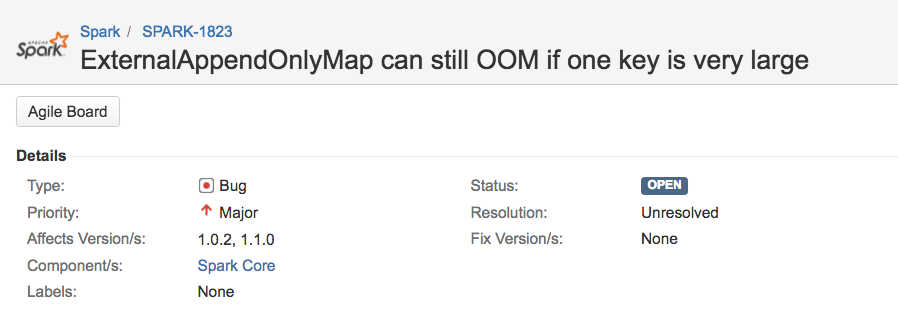 APACHE
Spark
Spark / SPARK-1823
ExternalAppendOnlyMap can still OOM if one key is very large
Agile Board
Details
Type: Bug Status: OPEN
Priority: Major Resolution: Unresolved
Affects Version/s: 1.0.2, 1.1.0 Fix Version/s: None
Component/s: Spark Core
Labels: None